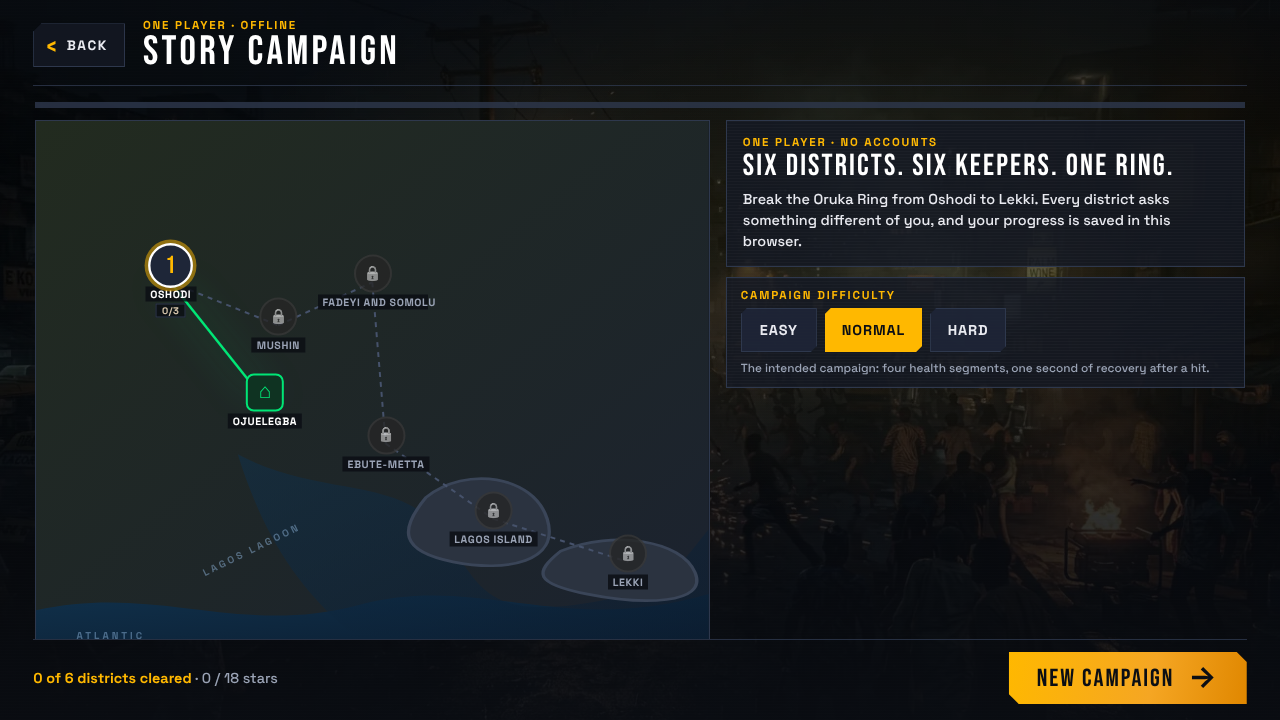 < BACK
ONE PLAYER · OFFLINE
STORY CAMPAIGN
1
OSHODI
0/3
MUSHIN
FADEYI AND SOMOLU
OJUELEGBA
EBUTE-METTA
LAGOS ISLAND
LEKKI
LAGOS LAGOON
ATLANTIC
ONE PLAYER · NO ACCOUNTS
SIX DISTRICTS. SIX KEEPERS. ONE RING.
Break the Oruka Ring from Oshodi to Lekki. Every district asks
something different of you, and your progress is saved in this
browser.
CAMPAIGN DIFFICULTY
EASY
NORMAL
HARD
The intended campaign: four health segments, one second of recovery after a hit.
WINE
0 of 6 districts cleared · 0 / 18 stars
NEW CAMPAIGN →